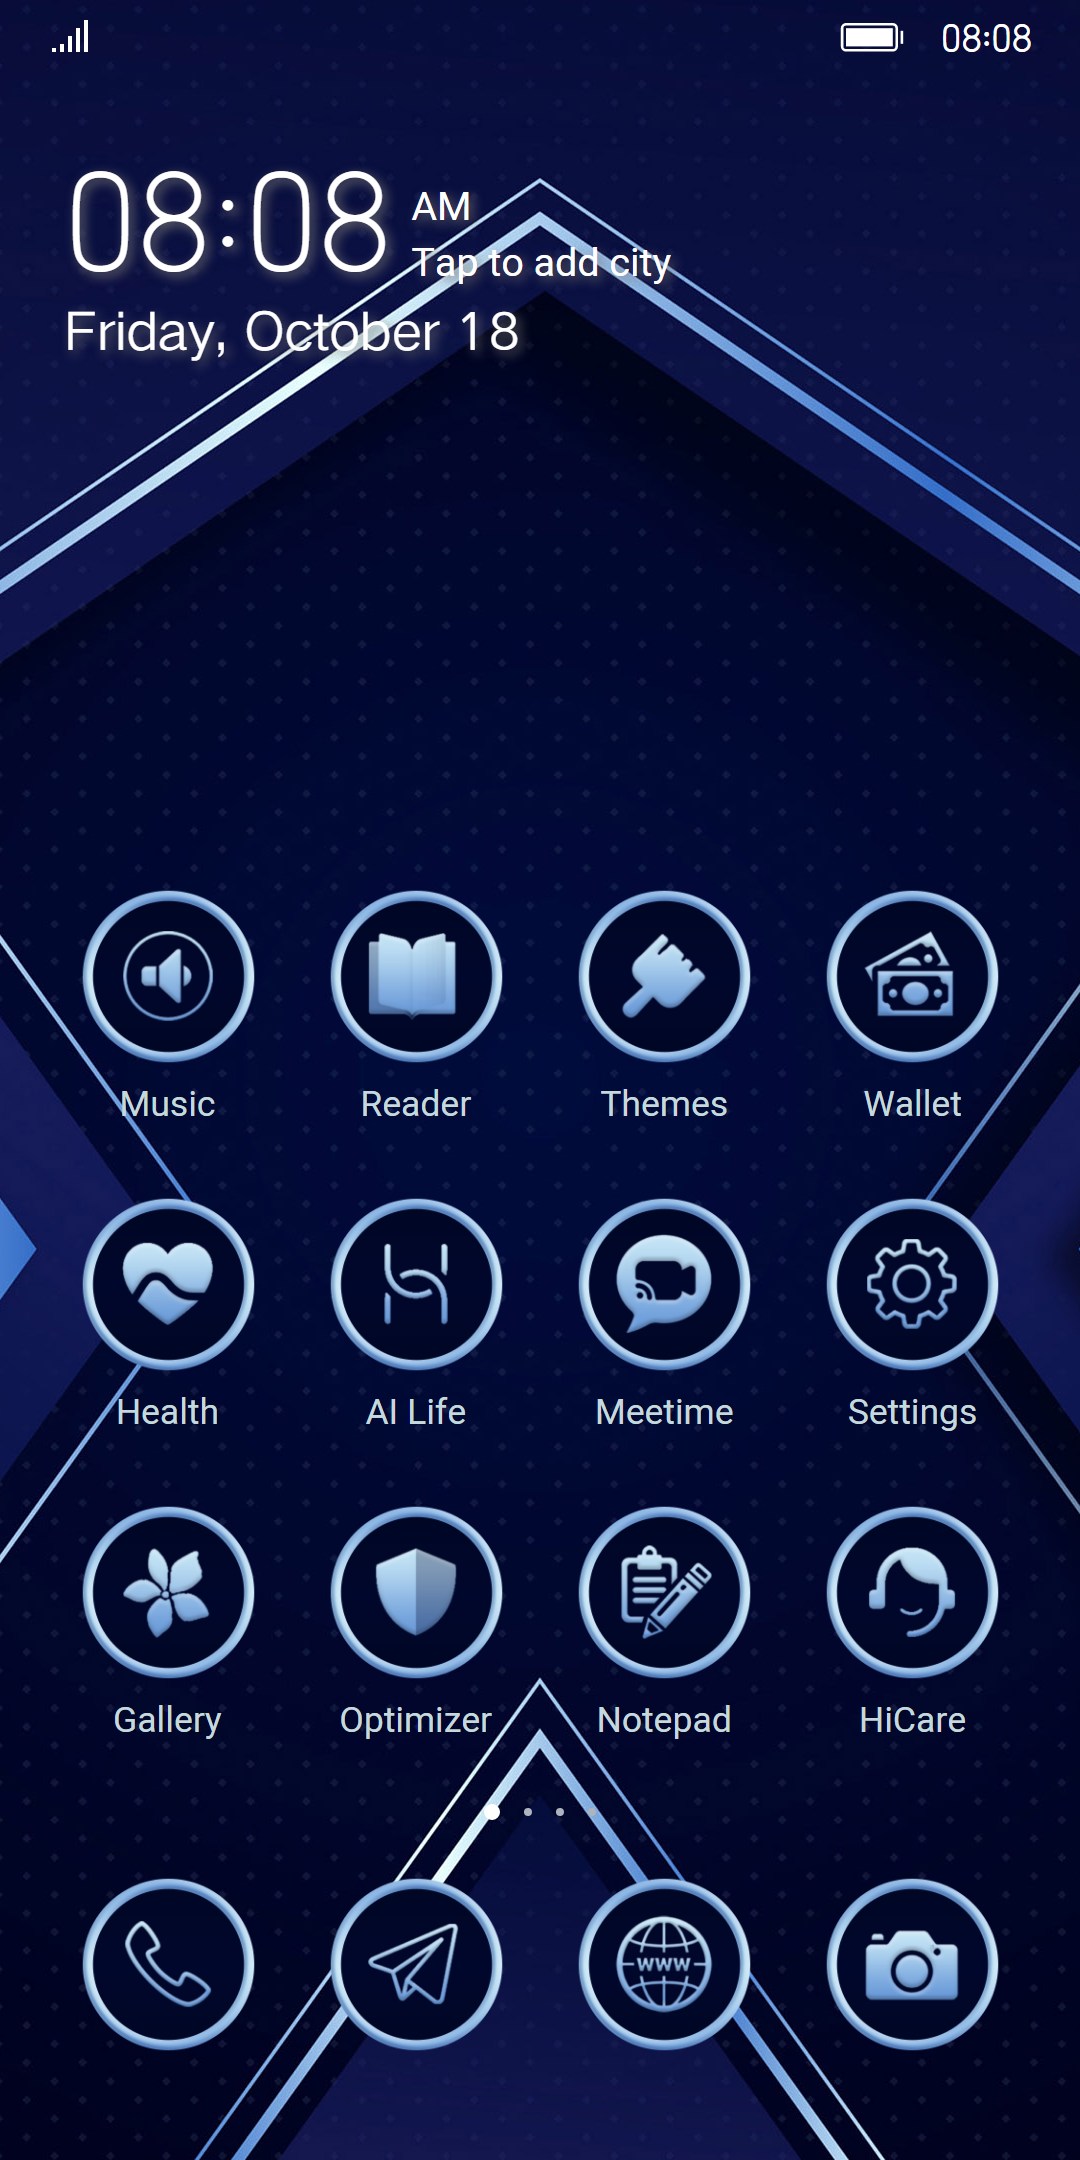 08:08
08:08 AM
Tap to add city
Friday, October 18
Music Reader Themes Wallet
Health AI Life Meetime Settings
Gallery Optimizer Notepad HiCare
www